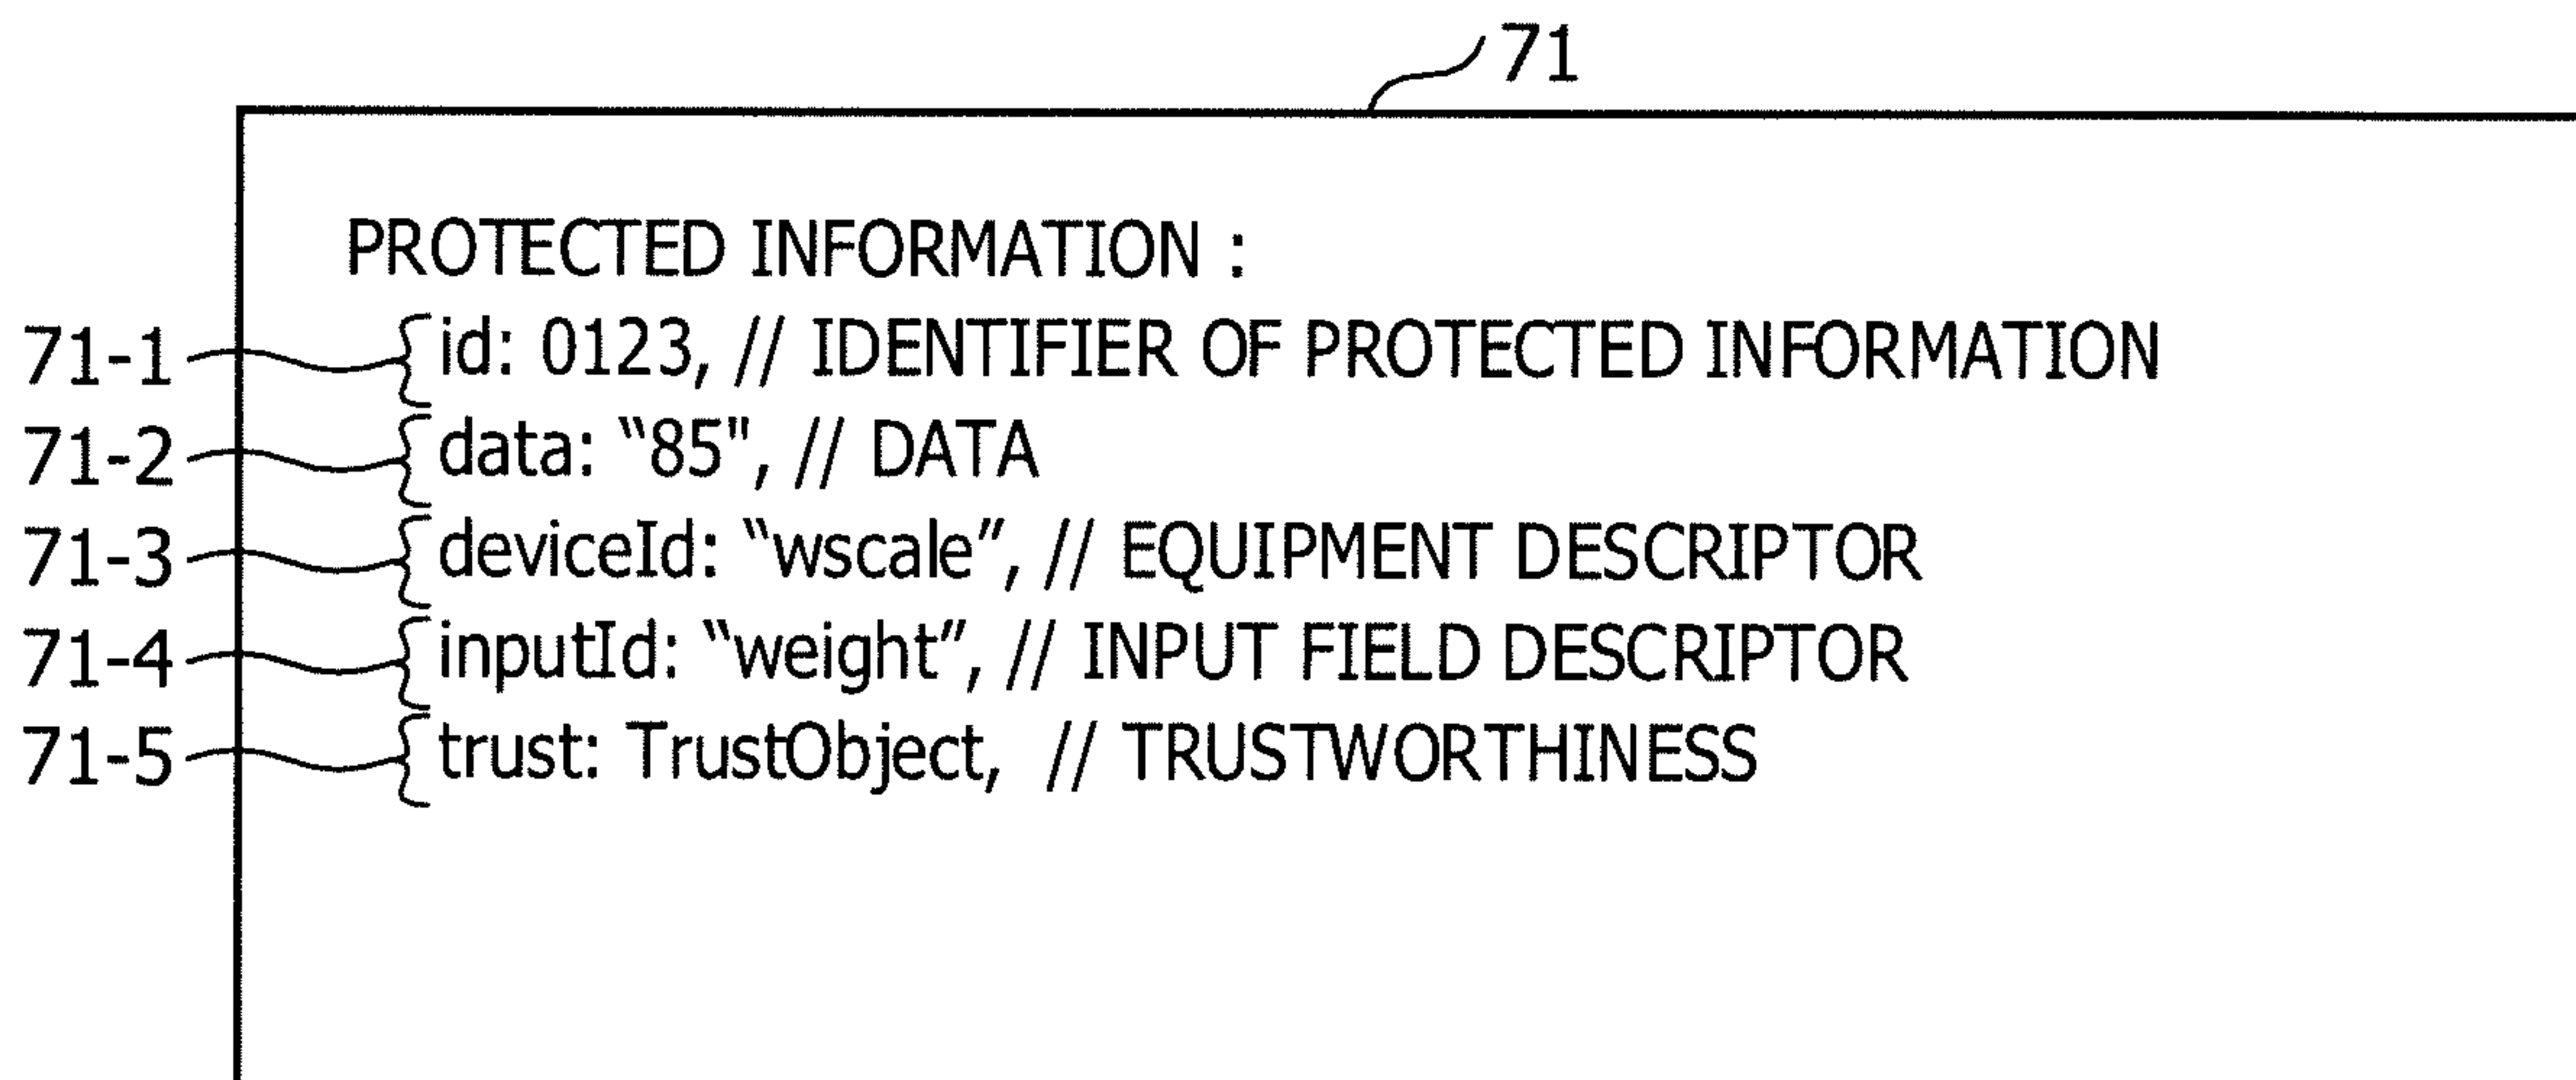 71
PROTECTED INFORMATION :
71-1 id: 0123, // IDENTIFIER OF PROTECTED INFORMATION
71-2 data: “85", // DATA
71-3 deviceId: “wscale”, // EQUIPMENT DESCRIPTOR
71-4 inputId: “weight”, // INPUT FIELD DESCRIPTOR
71-5 trust: TrustObject, // TRUSTWORTHINESS